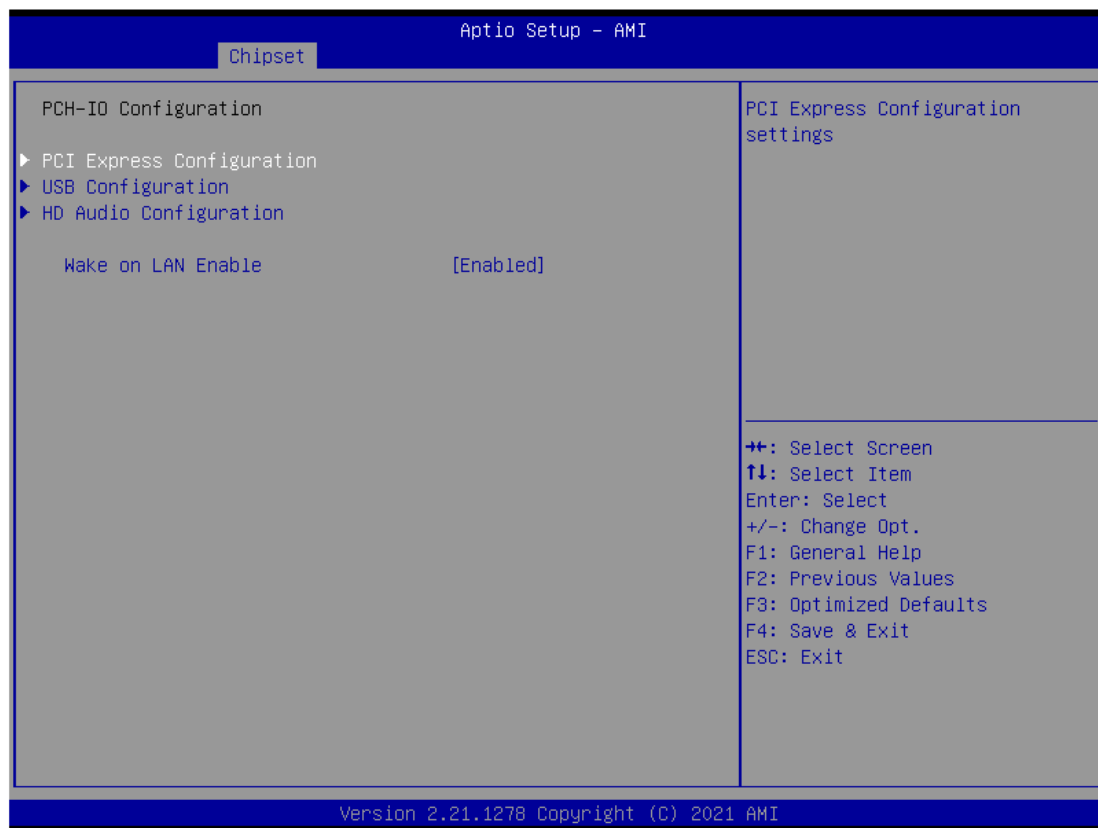 Aptio Setup – AMI
Chipset
PCH-IO Configuration
▶ PCI Express Configuration
▶ USB Configuration
▶ HD Audio Configuration
Wake on LAN Enable [Enabled]
PCI Express Configuration
settings
→←: Select Screen
↑↓: Select Item
Enter: Select
+/-: Change Opt.
F1: General Help
F2: Previous Values
F3: Optimized Defaults
F4: Save & Exit
ESC: Exit
Version 2.21.1278 Copyright (C) 2021 AMI